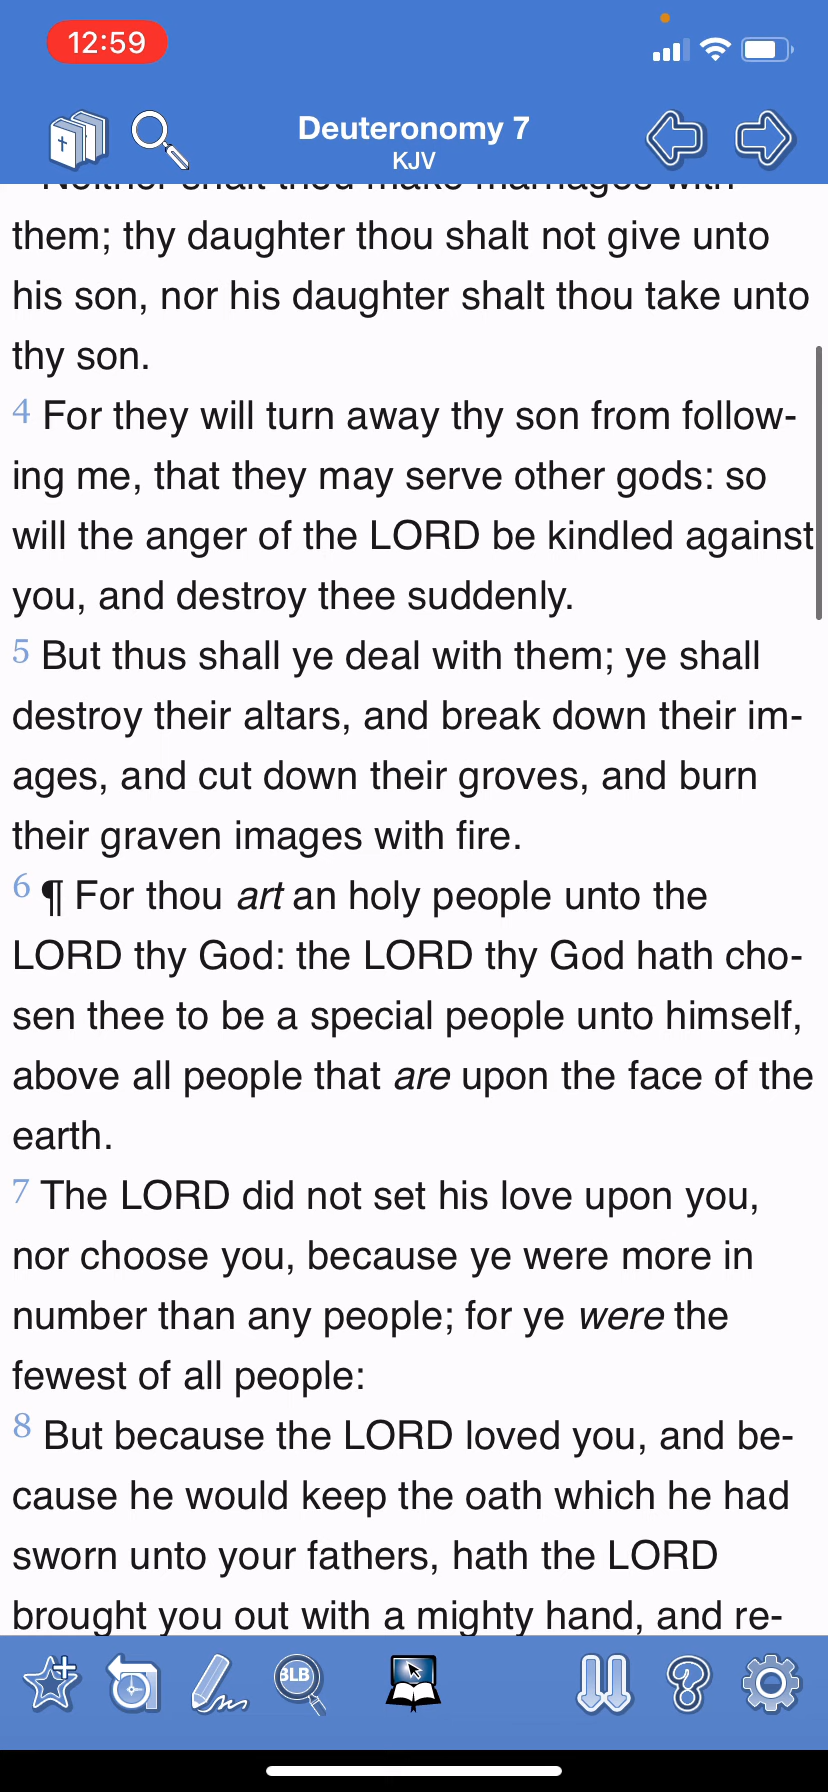 12:59
Deuteronomy 7
KJV
Neither shalt thou make marriages with
them; thy daughter thou shalt not give unto
his son, nor his daughter shalt thou take unto
thy son.
4 For they will turn away thy son from follow-
ing me, that they may serve other gods: so
will the anger of the LORD be kindled against
you, and destroy thee suddenly.
5 But thus shall ye deal with them; ye shall
destroy their altars, and break down their im-
ages, and cut down their groves, and burn
their graven images with fire.
6 ¶ For thou art an holy people unto the
LORD thy God: the LORD thy God hath cho-
sen thee to be a special people unto himself,
above all people that are upon the face of the
earth.
7 The LORD did not set his love upon you,
nor choose you, because ye were more in
number than any people; for ye were the
fewest of all people:
8 But because the LORD loved you, and be-
cause he would keep the oath which he had
sworn unto your fathers, hath the LORD
brought you out with a mighty hand, and re-
BLB